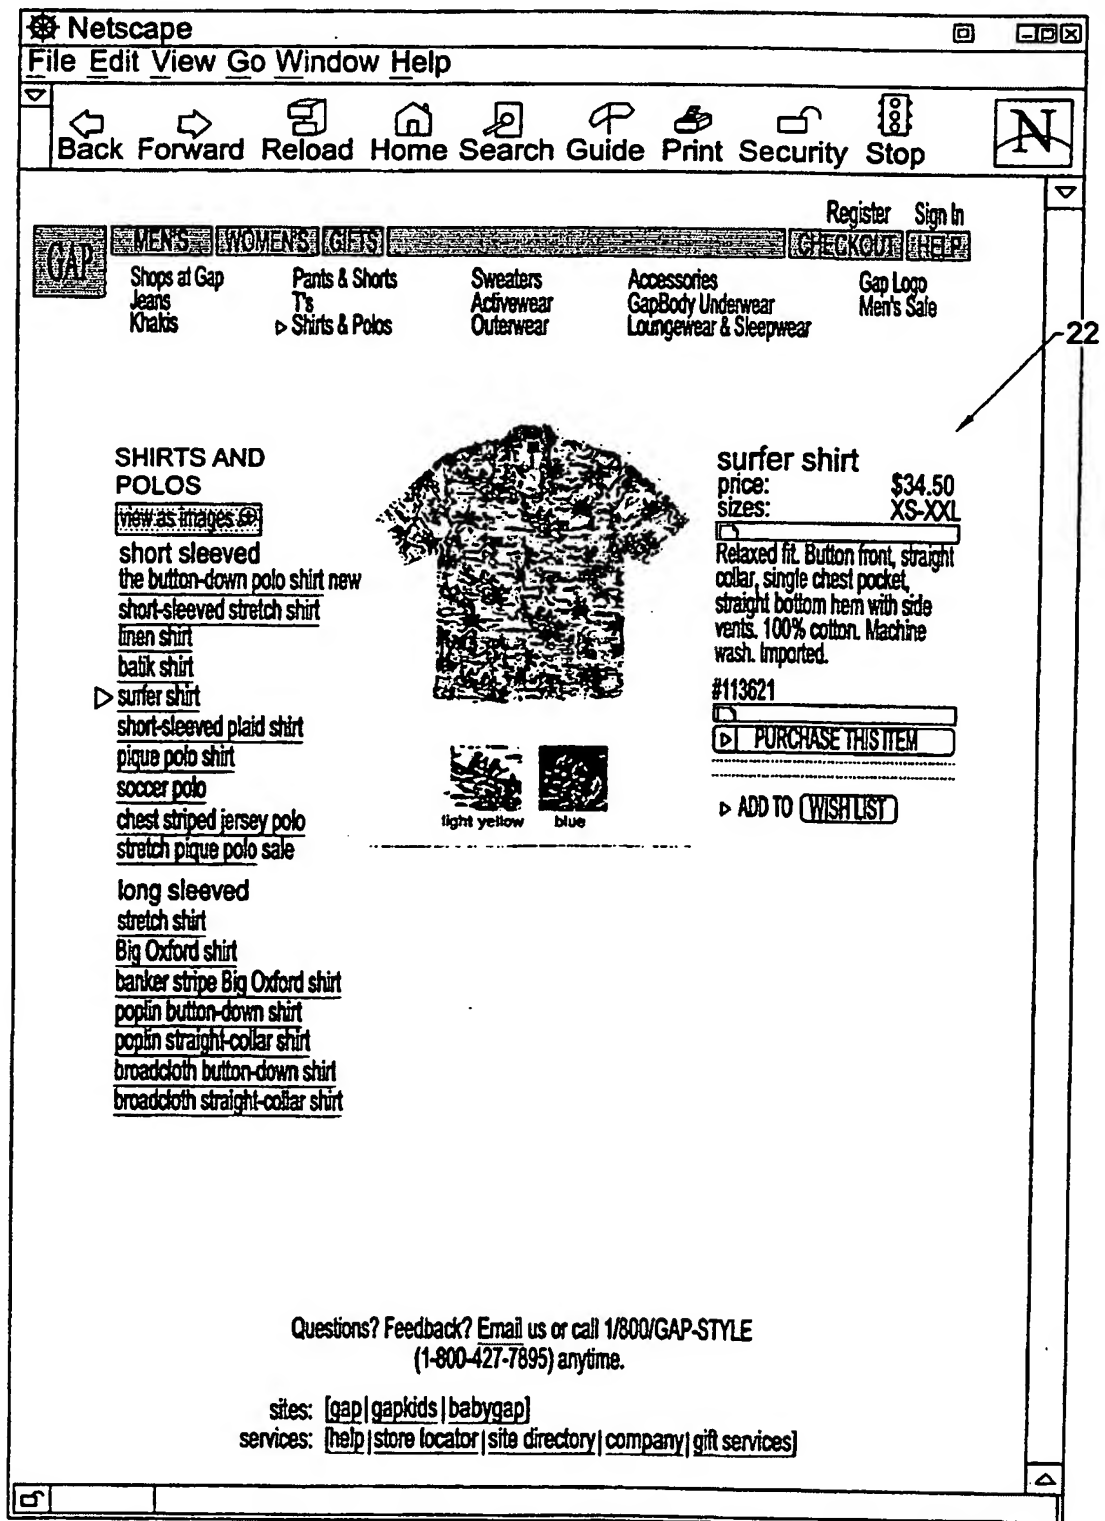 Netscape
File Edit View Go Window Help
Back Forward Reload Home Search Guide Print Security Stop
N
Register Sign In
GAP MEN'S WOMEN'S GIFTS CHECKOUT HELP
Shops at Gap Pants & Shorts Sweaters Accessories Gap Logo
Jeans T's Activewear GapBody Underwear Men's Sale
Khakis Shirts & Polos Outerwear Loungewear & Sleepwear
22
SHIRTS AND
POLOS
view as images
short sleeved
the button-down polo shirt new
short-sleeved stretch shirt
linen shirt
batik shirt
surfer shirt
short-sleeved plaid shirt
pique polo shirt
soccer polo
chest striped jersey polo
stretch pique polo sale
long sleeved
stretch shirt
Big Oxford shirt
banker stripe Big Oxford shirt
poplin button-down shirt
poplin straight-collar shirt
broadcloth button-down shirt
broadcloth straight-collar shirt
light yellow blue
surfer shirt
price: $34.50
sizes: XS-XXL
Relaxed fit. Button front, straight
collar, single chest pocket,
straight bottom hem with side
vents. 100% cotton. Machine
wash. Imported.
#113621
PURCHASE THIS ITEM
ADD TO WISH LIST
Questions? Feedback? Email us or call 1/800/GAP-STYLE
(1-800-427-7895) anytime.
sites: [gap|gapkids|babygap]
services: [help|store locator|site directory|company|gift services]